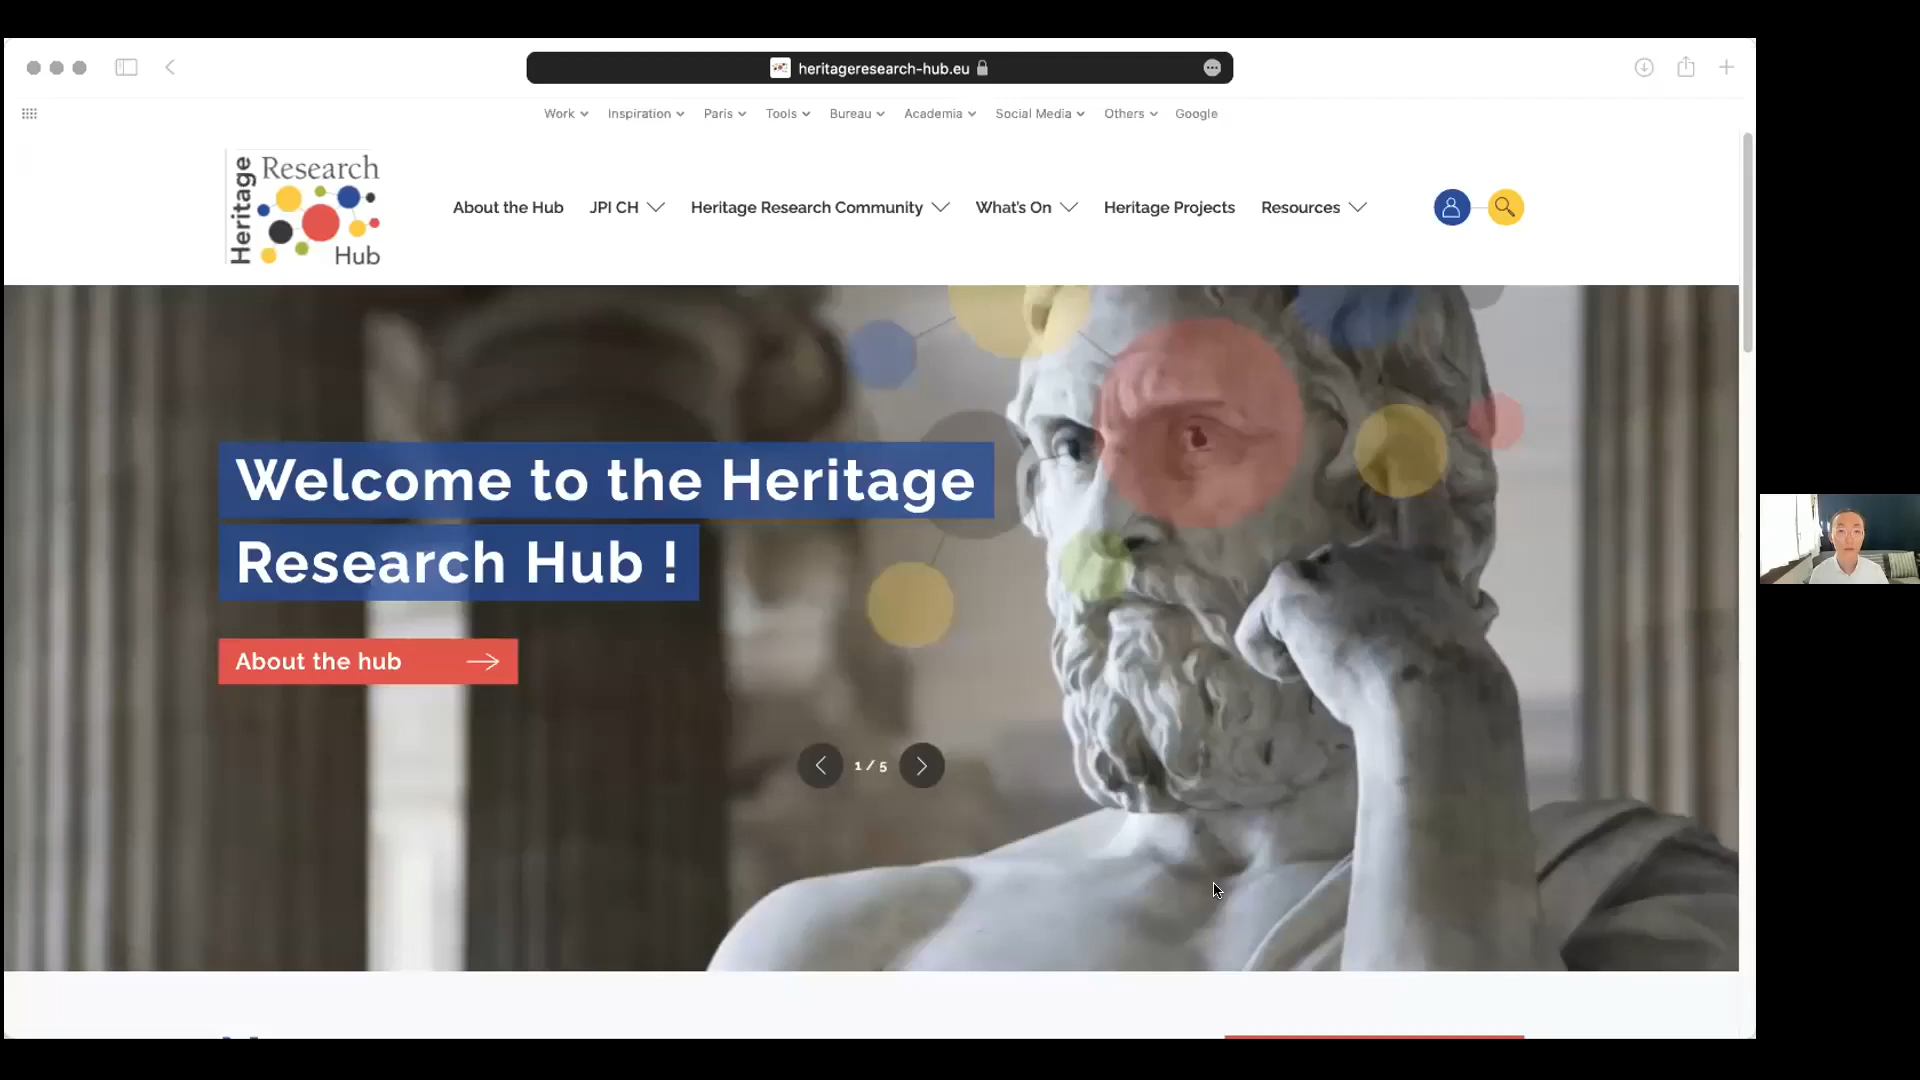 heritageresearch-hub.eu
Work Inspiration Paris Tools Bureau Academia Social Media Others Google
Heritage Research Hub
About the Hub JPI CH Heritage Research Community What's On Heritage Projects Resources
Welcome to the Heritage
Research Hub !
About the hub
1 / 5